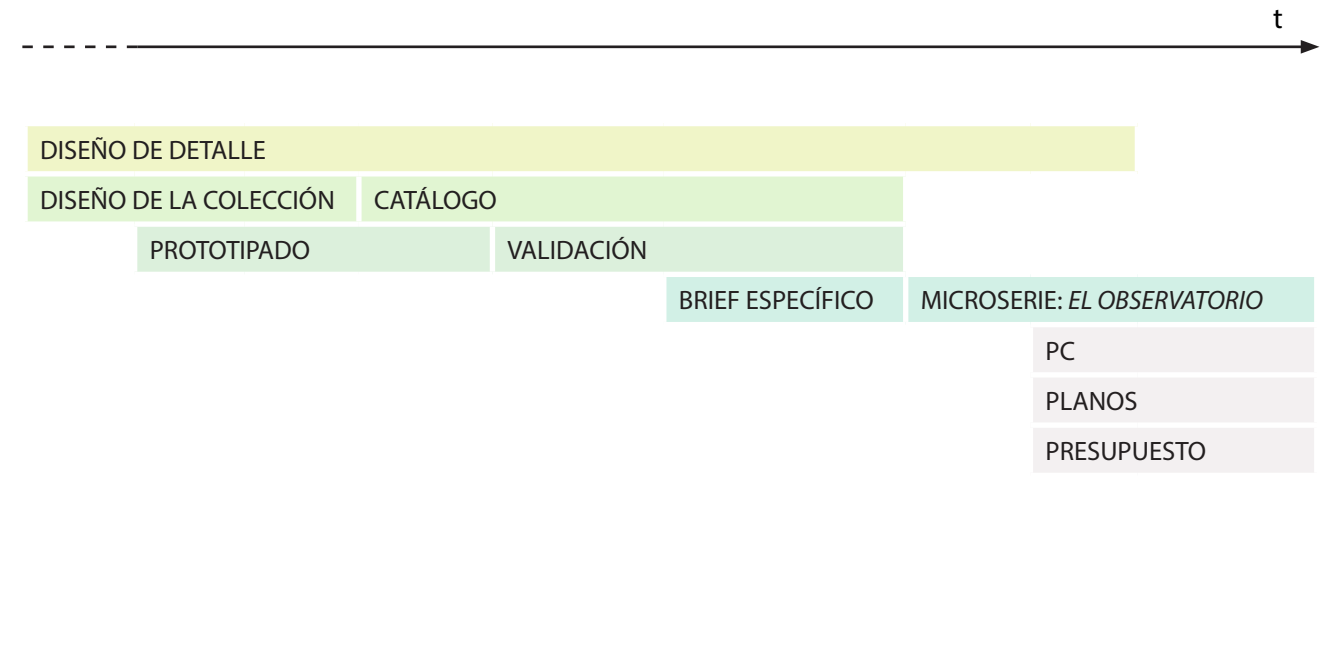 t
DISEÑO DE DETALLE
DISEÑO DE LA COLECCIÓN
CATÁLOGO
PROTOTIPADO
VALIDACIÓN
BRIEF ESPECÍFICO
MICROSERIE: EL OBSERVATORIO
PC
PLANOS
PRESUPUESTO